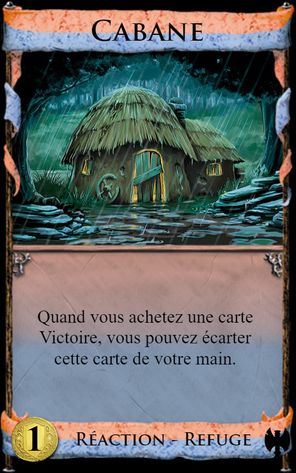 Cabane
Quand vous achetez une carte
Victoire, vous pouvez écarter
cette carte de votre main.
1
Réaction - Refuge